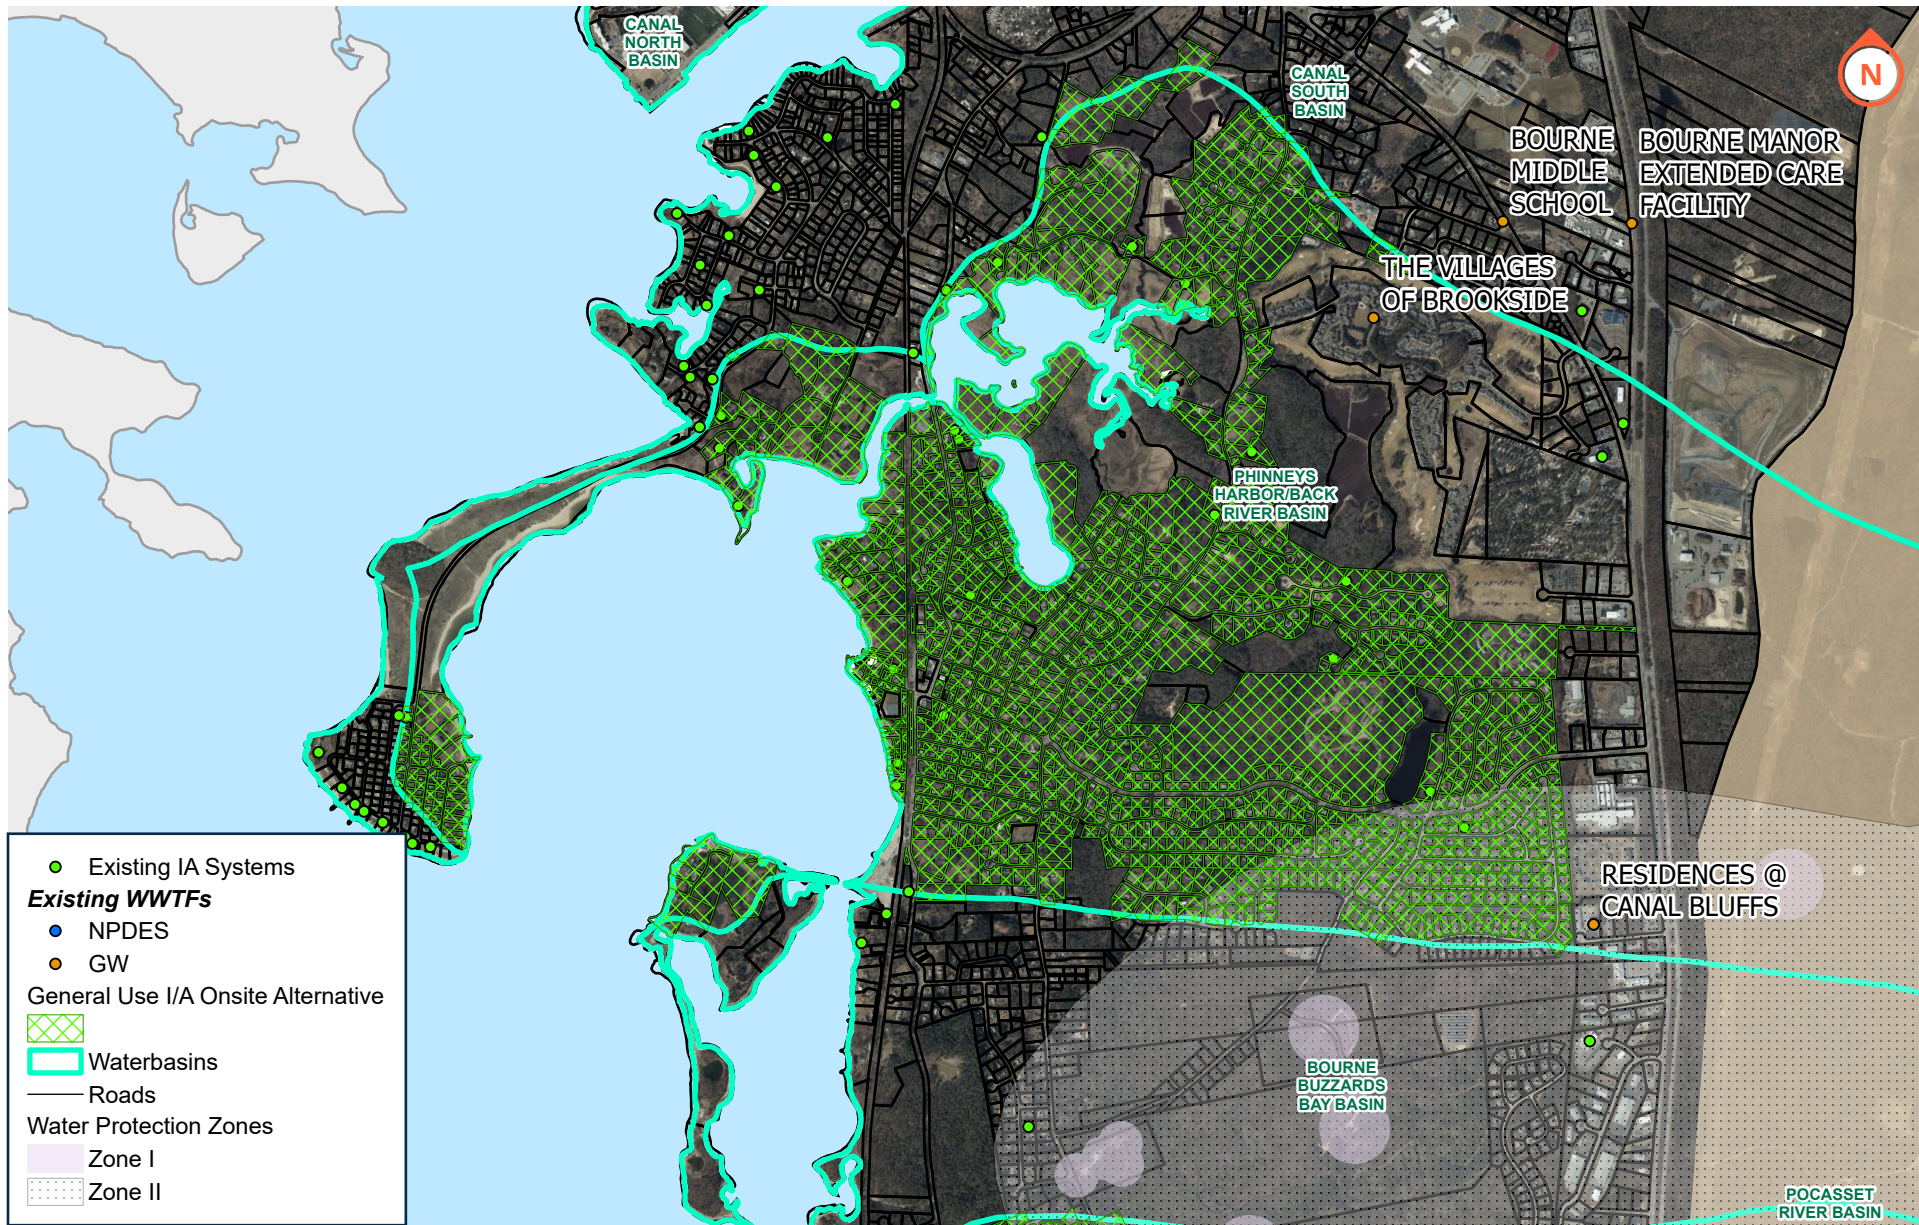 CANAL
NORTH
BASIN
CANAL
SOUTH
BASIN
N
BOURNE
MIDDLE
SCHOOL
BOURNE MANOR
EXTENDED CARE
FACILITY
THE VILLAGES
OF BROOKSIDE
PHINNEYS
HARBOR/BACK
RIVER BASIN
RESIDENCES @
CANAL BLUFFS
BOURNE
BUZZARDS
BAY BASIN
POCASSET
RIVER BASIN
Existing IA Systems
Existing WWTFs
NPDES
GW
General Use I/A Onsite Alternative
Waterbasins
Roads
Water Protection Zones
Zone I
Zone II